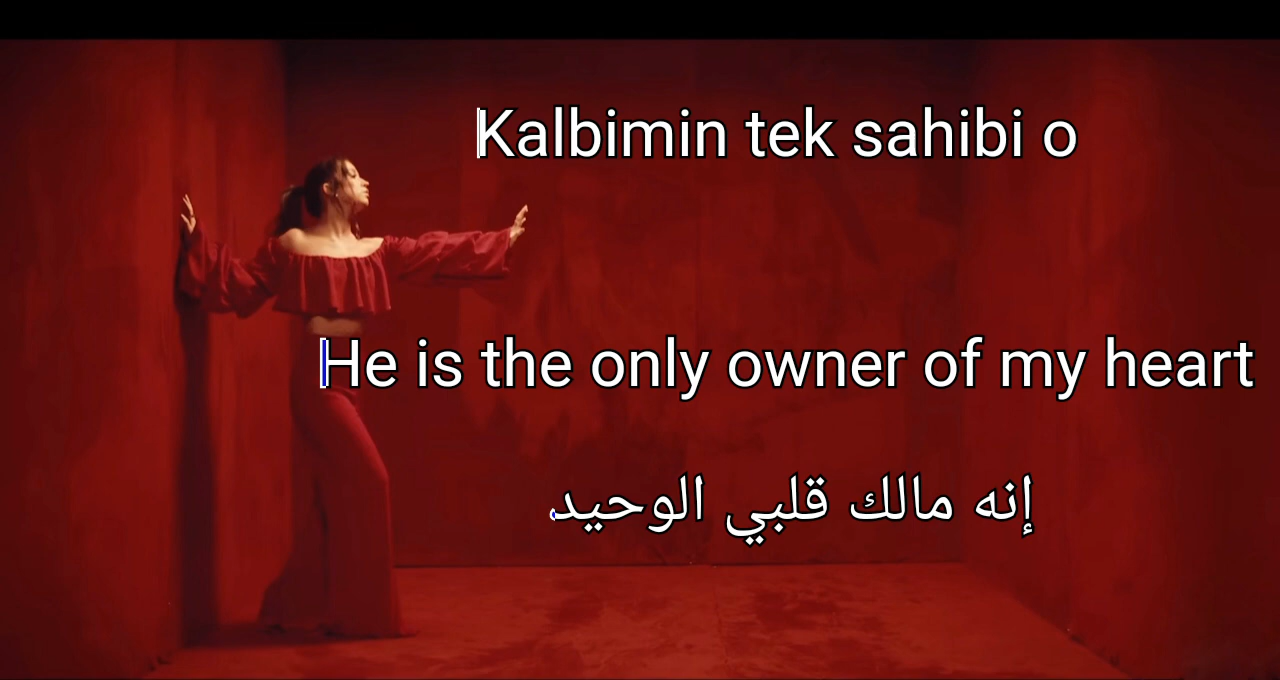 Kalbimin tek sahibi o
He is the only owner of my heart
إنه مالك قلبي الوحيد